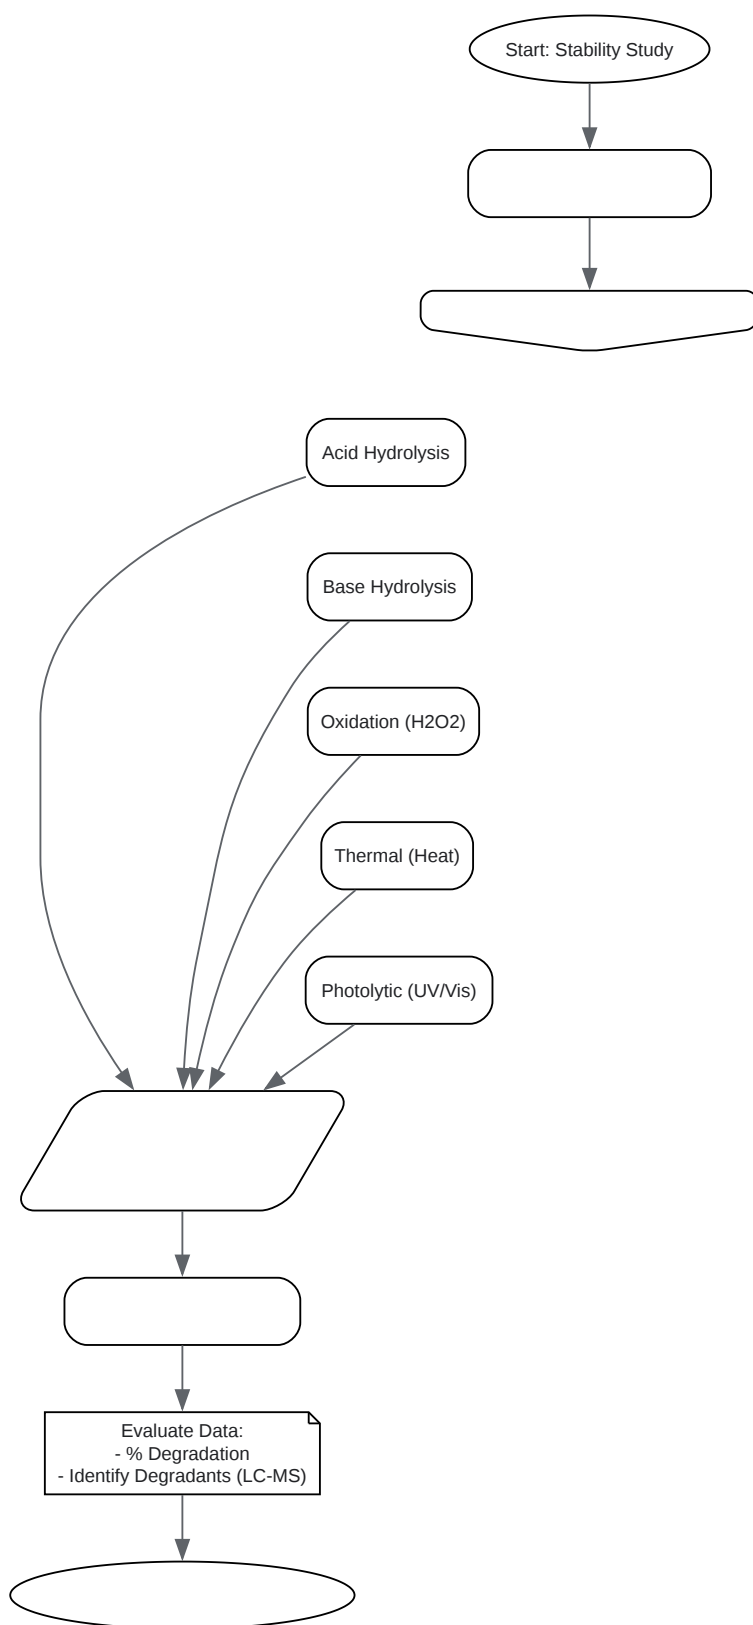 Start: Stability Study
Acid Hydrolysis
Base Hydrolysis
Oxidation (H2O2)
Thermal (Heat)
Photolytic (UV/Vis)
Evaluate Data:
- % Degradation
- Identify Degradants (LC-MS)